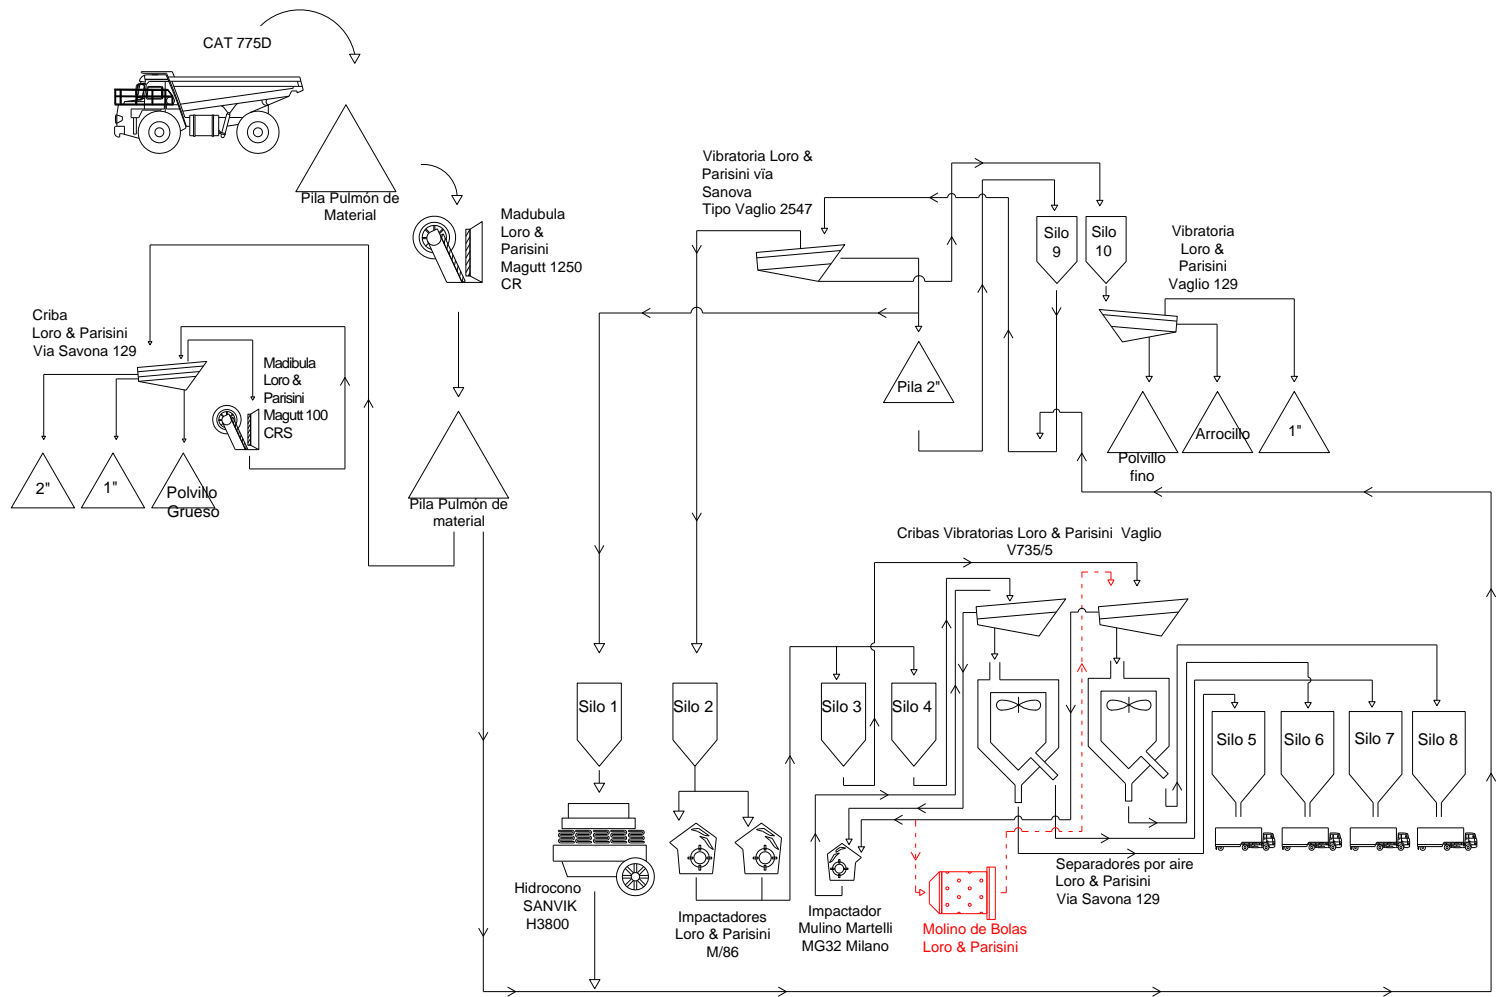 CAT 775D
Pila Pulmón de
Material
Madubula
Loro &
Parisini
Magutt 1250
CR
Criba
Loro & Parisini
Via Savona 129
Madibula
Loro &
Parisini
Magutt 100
CRS
2"
1"
Polvillo
Grueso
Pila Pulmón de
material
Vibratoria Loro &
Parisini vïa
Sanova
Tipo Vaglio 2547
Silo
9
Silo
10
Vibratoria
Loro &
Parisini
Vaglio 129
Pila 2"
Polvillo
fino
Arrocillo
1"
Cribas Vibratorias Loro & Parisini Vaglio
V735/5
Silo 1
Silo 2
Silo 3
Silo 4
Silo 5
Silo 6
Silo 7
Silo 8
Hidrocono
SANVIK
H3800
Impactadores
Loro & Parisini
M/86
Impactador
Mulino Martelli
MG32 Milano
Molino de Bolas
Loro & Parisini
Separadores por aire
Loro & Parisini
Via Savona 129